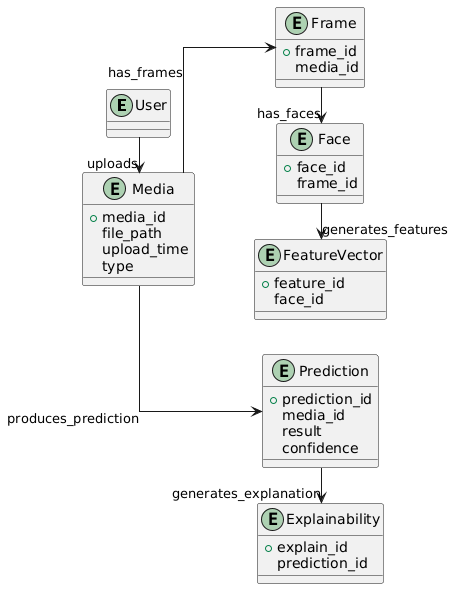 E Frame
frame_id
media_id
has_frames
E User
has_faces
E Face
face_id
frame_id
uploads
E Media
media_id
file_path
upload_time
type
generates_features
E FeatureVector
feature_id
face_id
E Prediction
prediction_id
media_id
result
confidence
produces_prediction
generates_explanation
E Explainability
explain_id
prediction_id